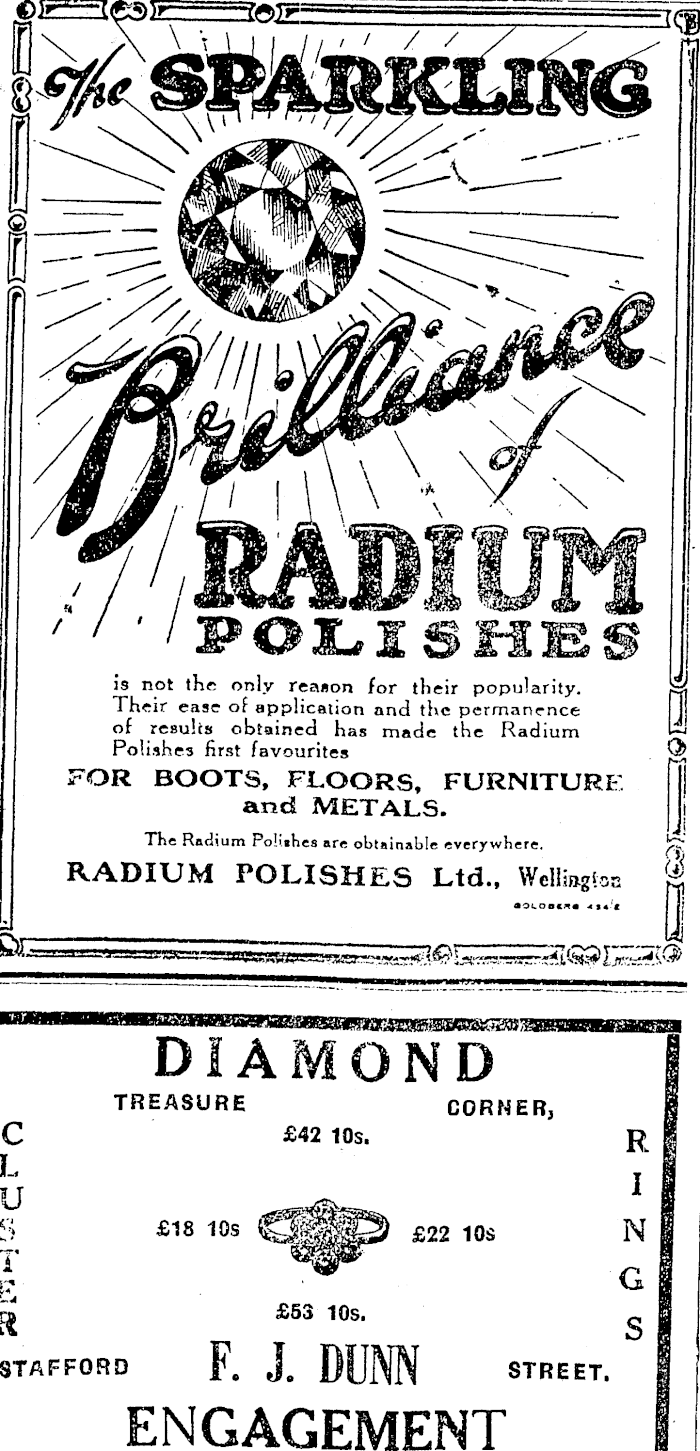 The SPARKLING
Brilliance
of
RADIUM
POLISHES
is not the only reason for their popularity.
Their ease of application and the permanence
of results obtained has made the Radium
Polishes first favourites
FOR BOOTS, FLOORS, FURNITURE
and METALS.
The Radium Polishes are obtainable everywhere.
RADIUM POLISHES Ltd., Wellington
GOLDBERG
DIAMOND
TREASURE CORNER,
£42 10s.
CLUSTER
RINGS
£18 10s £22 10s
£53 10s.
STAFFORD F. J. DUNN STREET.
ENGAGEMENT